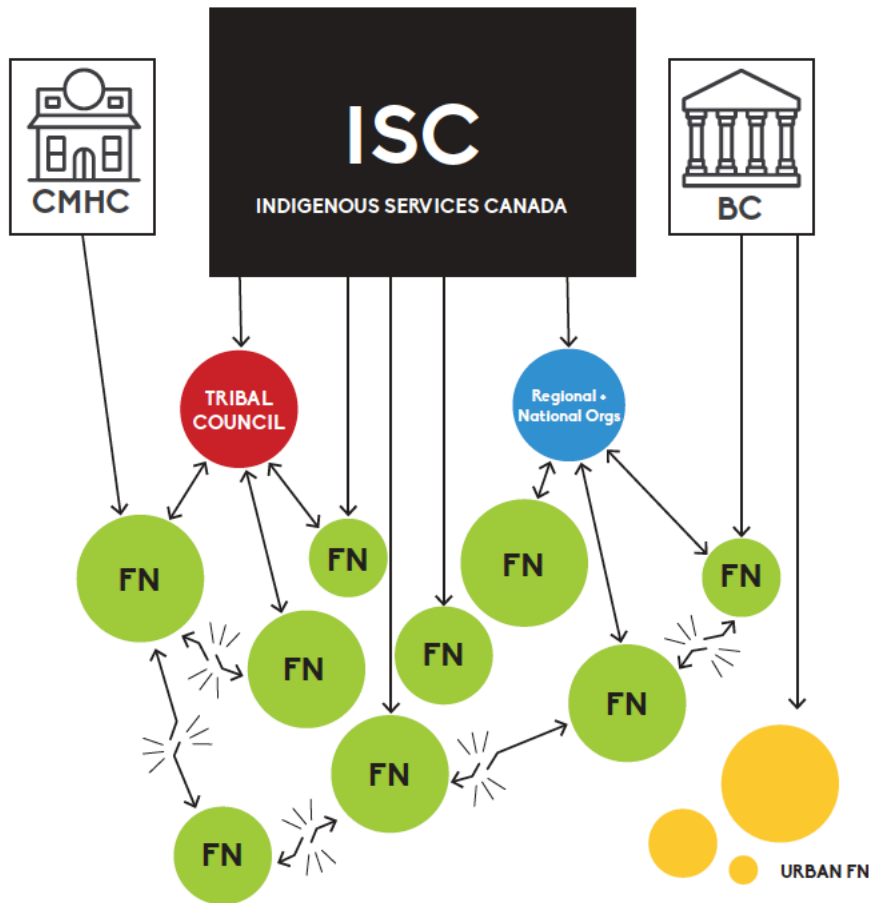 CMHC
ISC
INDIGENOUS SERVICES CANADA
BC
TRIBAL
COUNCIL
Regional +
National Orgs
FN
FN
FN
FN
FN
FN
FN
FN
FN
URBAN FN